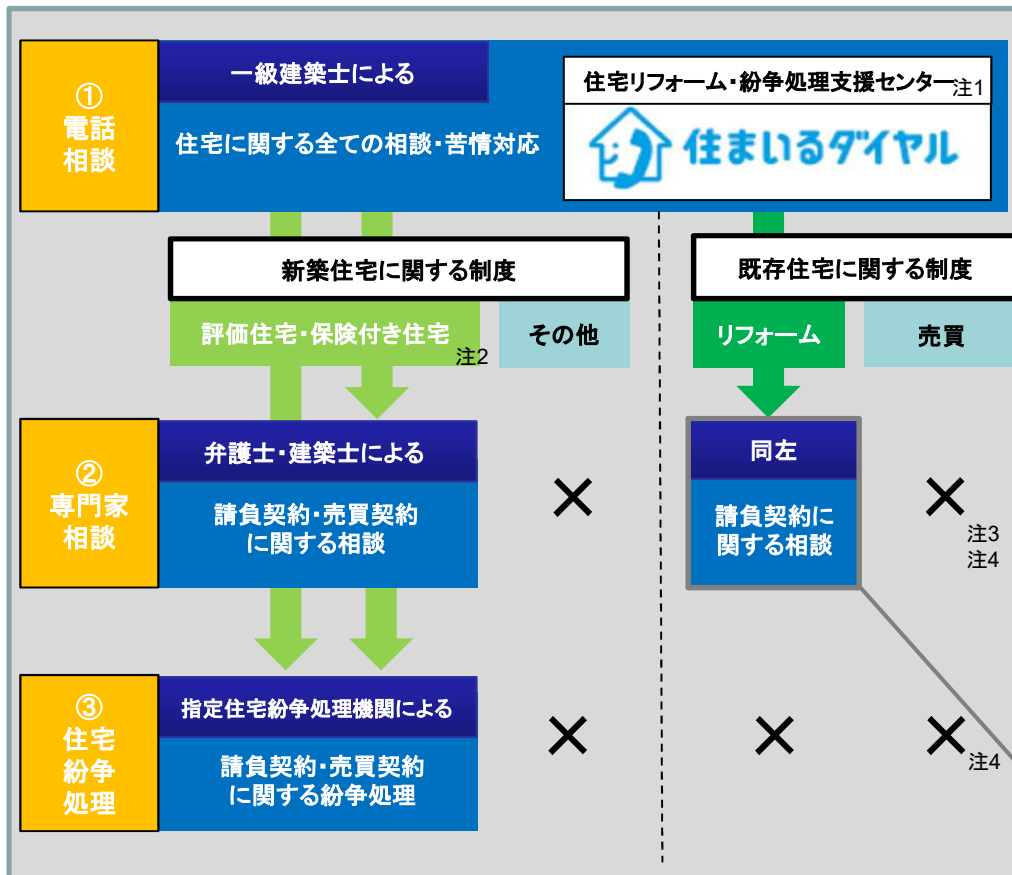 ①
電話
相談
一級建築士による
住宅に関する全ての相談・苦情対応
住宅リフォーム・紛争処理支援センター注1
住まいるダイヤル
新築住宅に関する制度
既存住宅に関する制度
評価住宅・保険付き住宅
注2
その他
リフォーム
売買
②
専門家
相談
弁護士・建築士による
請負契約・売買契約
に関する相談
×
同左
請負契約に
関する相談
×
注3
注4
③
住宅
紛争
処理
指定住宅紛争処理機関による
請負契約・売買契約
に関する紛争処理
×
×
×
注4